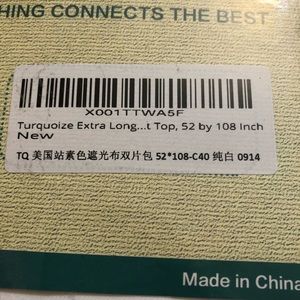 HING CONNECTS THE BEST
X001TTWA5F
Turquoize Extra Long...t Top, 52 by 108 Inch
New
TQ 美国站素色遮光布双片包 52*108-C40 纯白 0914
Made in China